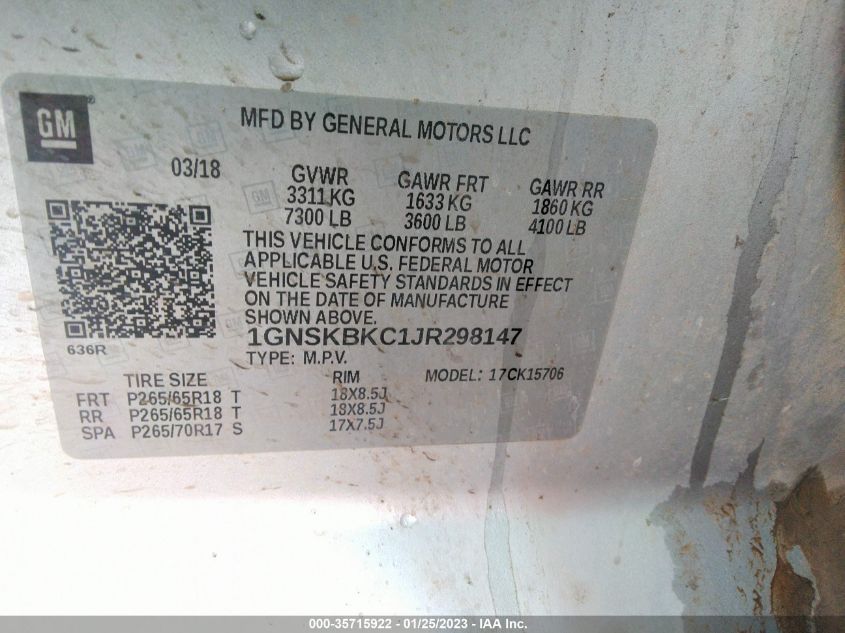 GM
MFD BY GENERAL MOTORS LLC
03/18 GVWR GAWR FRT GAWR RR
3311KG 1633 KG 1860 KG
7300 LB 3600 LB 4100 LB
THIS VEHICLE CONFORMS TO ALL
APPLICABLE U.S. FEDERAL MOTOR
VEHICLE SAFETY STANDARDS IN EFFECT
ON THE DATE OF MANUFACTURE
SHOWN ABOVE.
1GNSKBKC1JR298147
636R
TYPE: M.P.V. MODEL: 17CK15706
TIRE SIZE RIM
FRT P265/65R18 T 18X8.5J
RR P265/65R18 T 18X8.5J
SPA P265/70R17 S 17X7.5J
000-35715922 - 01/25/2023 - IAA Inc.